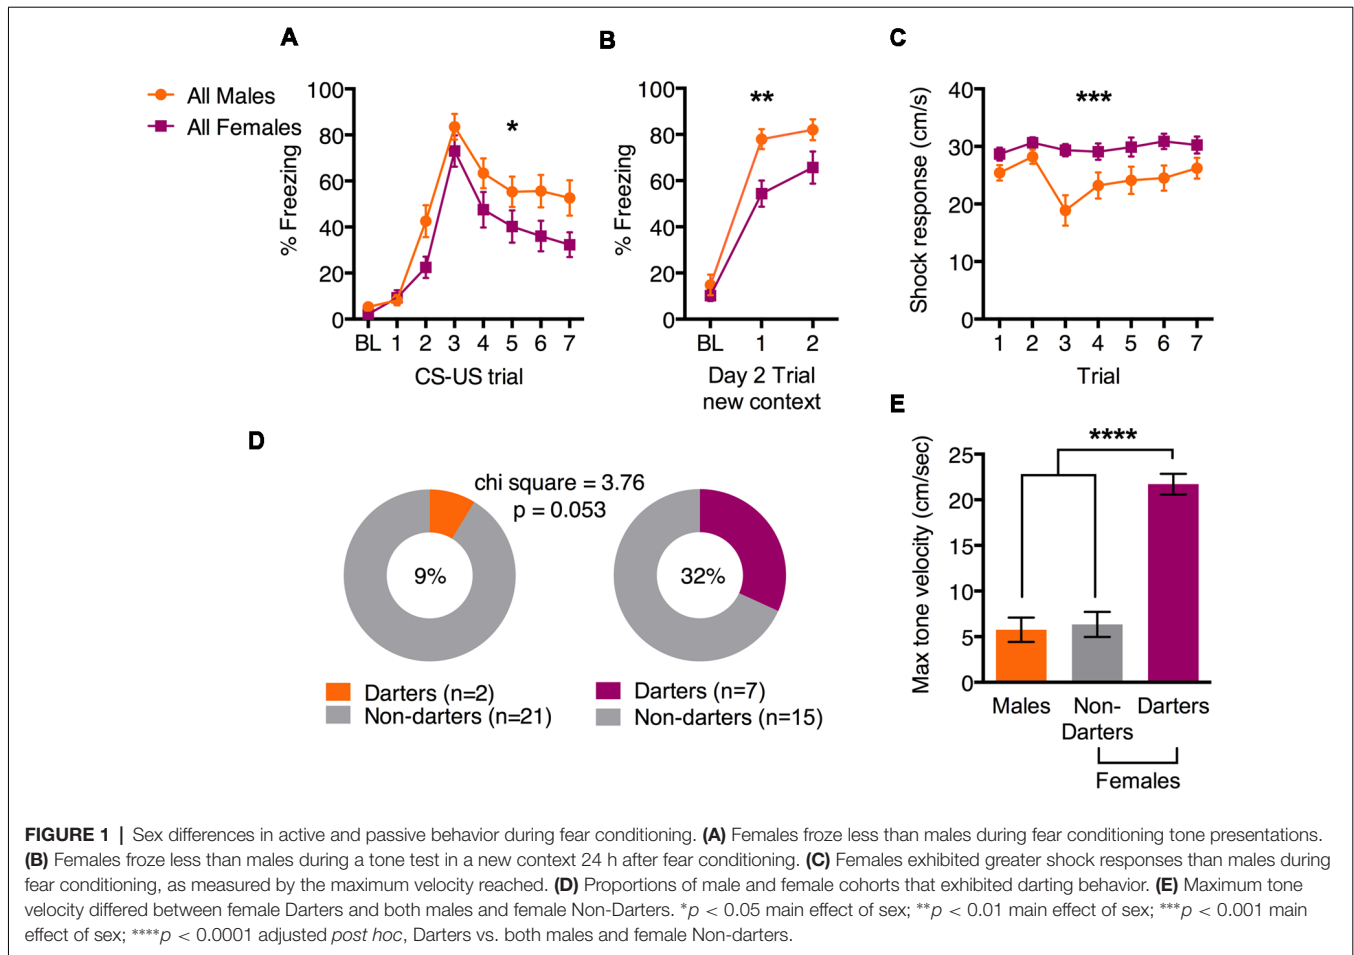 A
B
C
All Males
All Females
% Freezing
100
80
60
40
20
0
*
BL 1 2 3 4 5 6 7
CS-US trial
% Freezing
100
80
60
40
20
0
**
BL 1 2
Day 2 Trial
new context
Shock response (cm/s)
40
30
20
10
0
***
1 2 3 4 5 6 7
Trial
D
chi square = 3.76
p = 0.053
9%
32%
Darters (n=2)
Non-darters (n=21)
Darters (n=7)
Non-darters (n=15)
E
Max tone velocity (cm/sec)
25
20
15
10
5
0
****
Males Non- Darters
Darters
Females
FIGURE 1 | Sex differences in active and passive behavior during fear conditioning. (A) Females froze less than males during fear conditioning tone presentations.
(B) Females froze less than males during a tone test in a new context 24 h after fear conditioning. (C) Females exhibited greater shock responses than males during
fear conditioning, as measured by the maximum velocity reached. (D) Proportions of male and female cohorts that exhibited darting behavior. (E) Maximum tone
velocity differed between female Darters and both males and female Non-Darters. *p < 0.05 main effect of sex; **p < 0.01 main effect of sex; ***p < 0.001 main
effect of sex; ****p < 0.0001 adjusted post hoc, Darters vs. both males and female Non-darters.